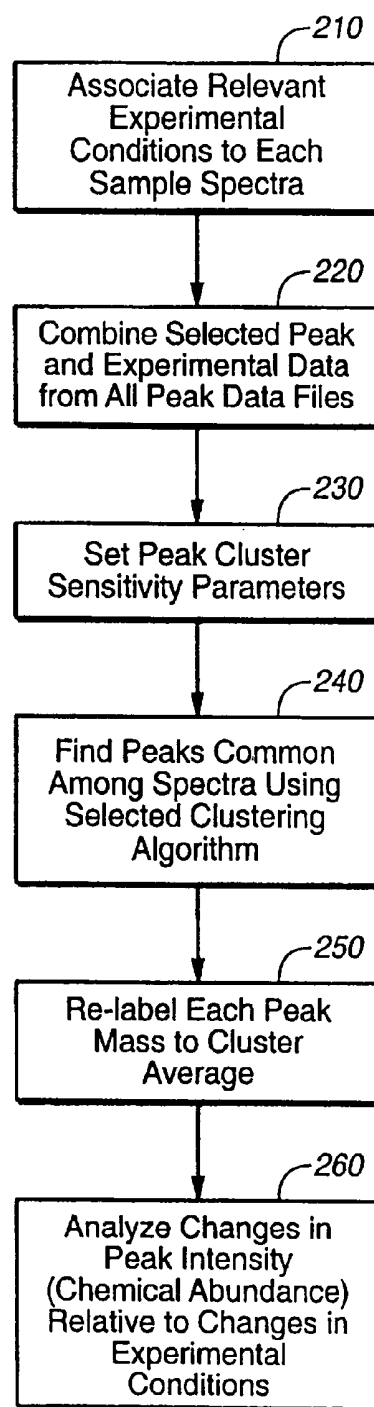 210
Associate Relevant
Experimental
Conditions to Each
Sample Spectra
220
Combine Selected Peak
and Experimental Data
from All Peak Data Files
230
Set Peak Cluster
Sensitivity Parameters
240
Find Peaks Common
Among Spectra Using
Selected Clustering
Algorithm
250
Re-label Each Peak
Mass to Cluster
Average
260
Analyze Changes in
Peak Intensity
(Chemical Abundance)
Relative to Changes in
Experimental
Conditions